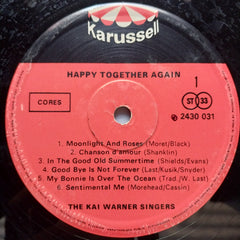 Karussell
HAPPY TOGETHER AGAIN
CORES
1
ST 33
℗ 2430 031
1. Moonlight And Roses (Moret/Black)
2. Chanson d'amour (Shanklin)
3. In The Good Old Summertime (Shields/Evans)
4. Good Bye Is Not Forever (Last/Kusik/Snyder)
5. My Bonnie Is Over The Ocean (Trad./W. Last)
6. Sentimental Me (Morehead/Cassin)
THE KAI WARNER SINGERS